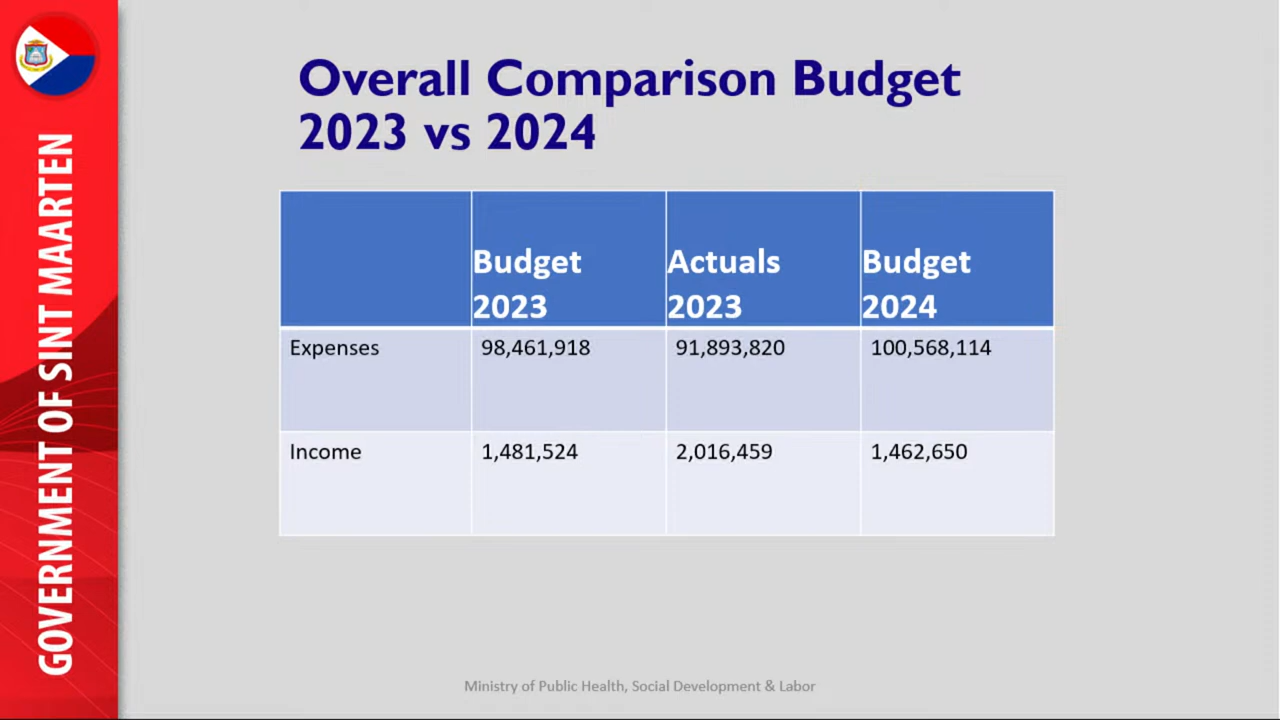 GOVERNMENT OF SINT MAARTEN
Overall Comparison Budget
2023 vs 2024
Budget 2023 Actuals 2023 Budget 2024
Expenses 98,461,918 91,893,820 100,568,114
Income 1,481,524 2,016,459 1,462,650
Ministry of Public Health, Social Development & Labor